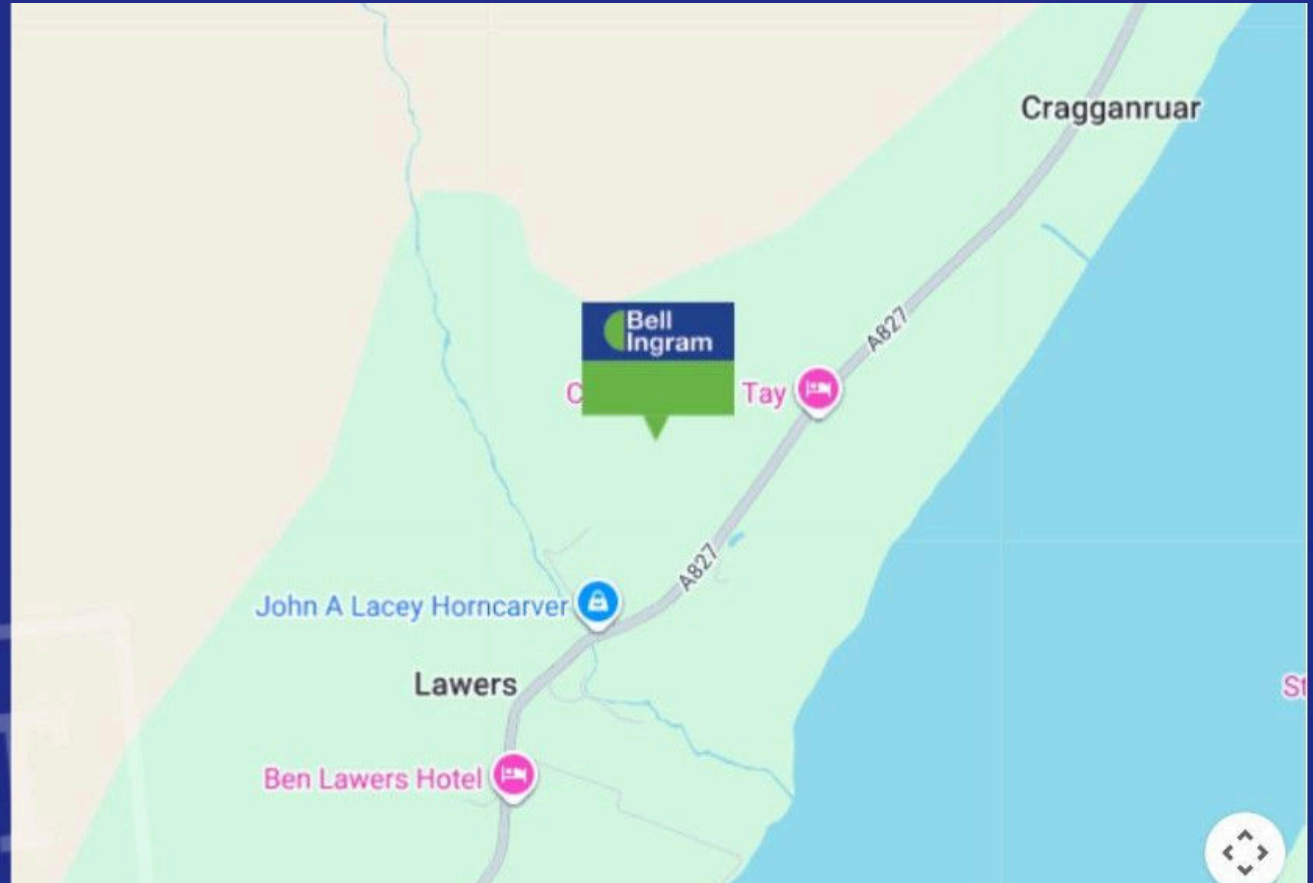 Cragganruar
Bell
Ingram
A827
C
Tay
A827
John A Lacey Horncarver
Lawers
St
Ben Lawers Hotel